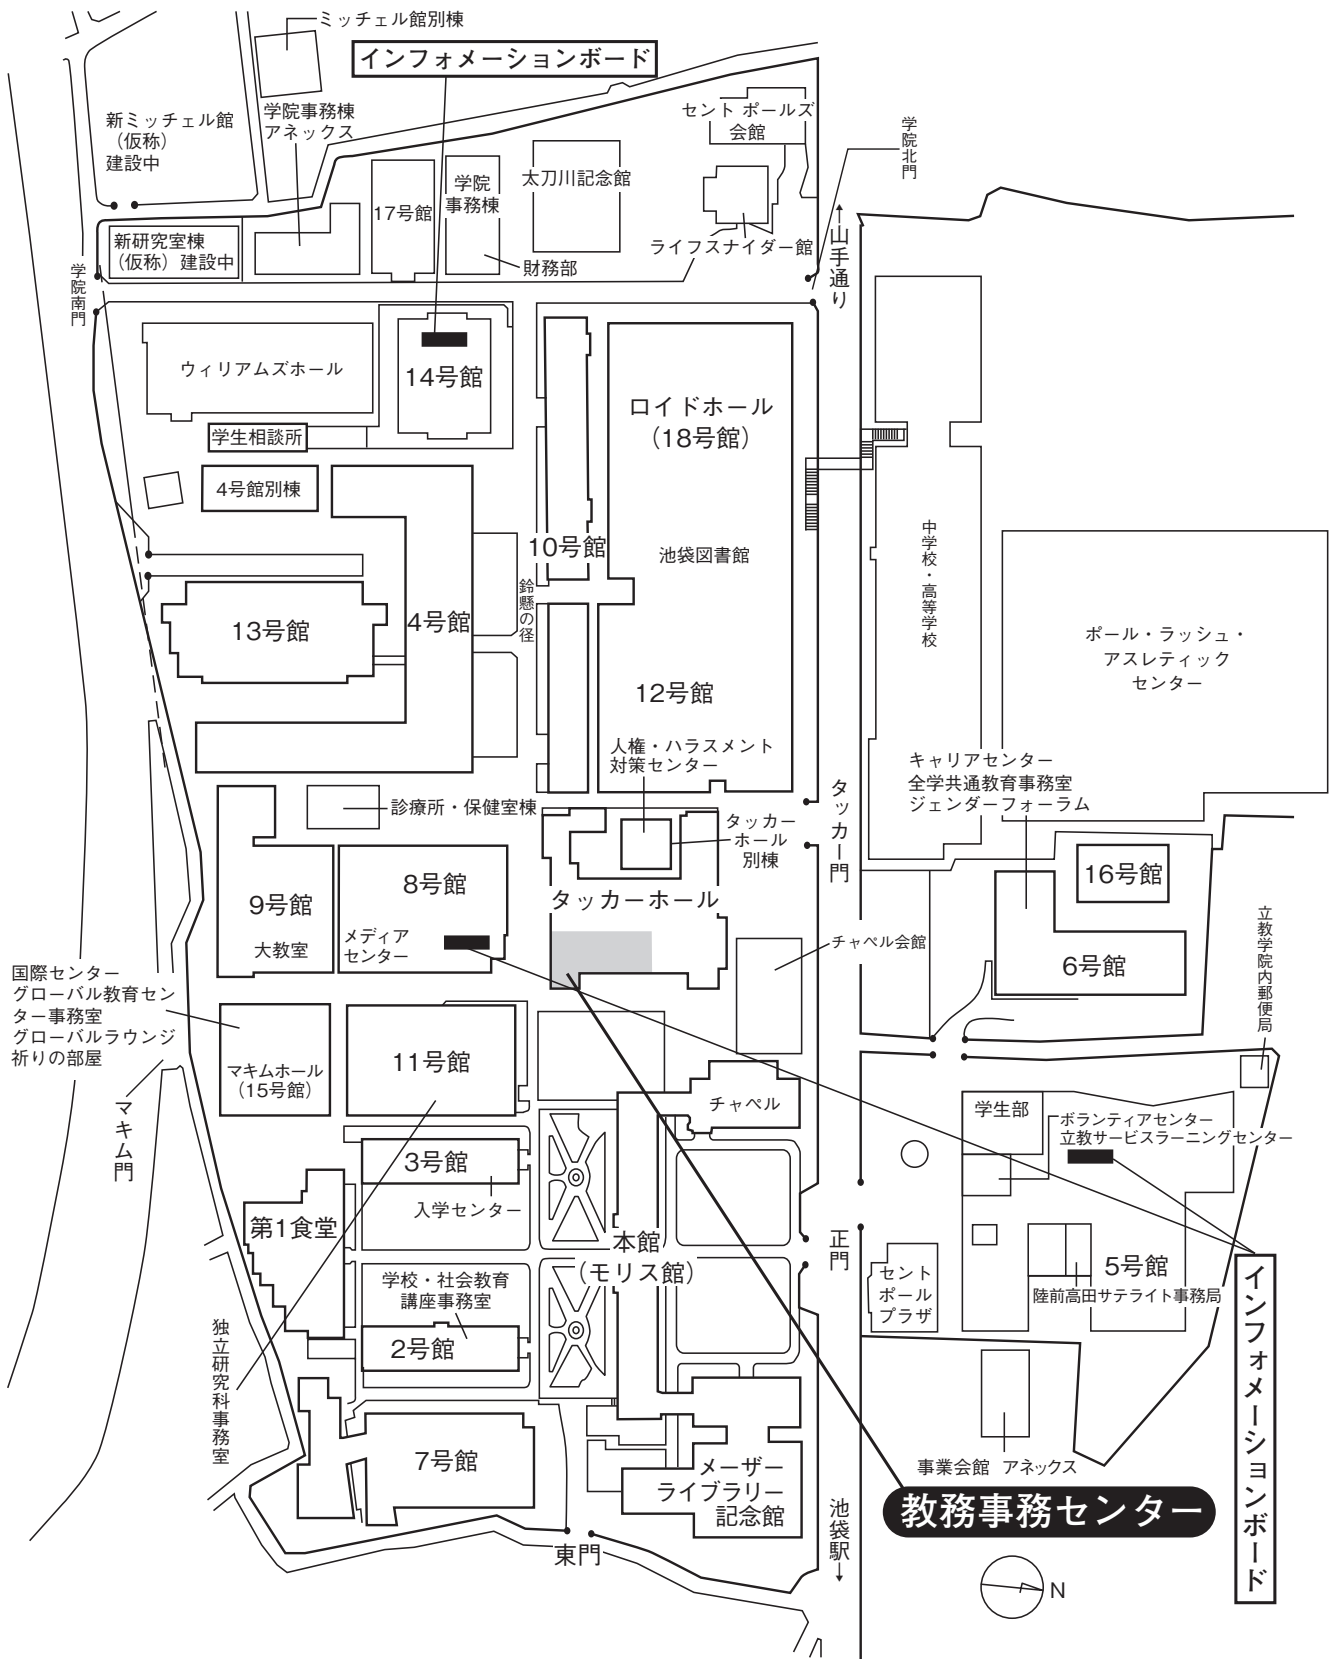 ミッチェル館別棟
インフォメーションボード
新ミッチェル館
（仮称）
建設中
学院事務棟
アネックス
セント ポールズ
会館
学院北門
17号館
学院
事務棟
太刀川記念館
ライフスナイダー館
↑山手通り
新研究室棟
（仮称）建設中
財務部
学院南門
ウィリアムズホール
14号館
ロイドホール
（18号館）
学生相談所
4号館別棟
10号館
池袋図書館
中学校・高等学校
鈴懸の径
13号館
4号館
ポール・ラッシュ・
アスレティック
センター
12号館
人権・ハラスメント
対策センター
キャリアセンター
全学共通教育事務室
ジェンダーフォーラム
診療所・保健室棟
タッカー
ホール
別棟
タッカー門
8号館
9号館
16号館
タッカーホール
大教室
メディア
センター
チャペル会館
6号館
立教学院内郵便局
国際センター
グローバル教育セン
ター事務室
グローバルラウンジ
祈りの部屋
11号館
マキムホール
（15号館）
チャペル
マキム門
学生部
ボランティアセンター
立教サービスラーニングセンター
3号館
入学センター
第1食堂
本館
（モリス館）
正門
セント
ポール
プラザ
5号館
陸前高田サテライト事務局
インフォメーションボード
学校・社会教育
講座事務室
2号館
独立研究科事務室
7号館
メーザー
ライブラリー
記念館
事業会館 アネックス
教務事務センター
池袋駅↓
東門
N